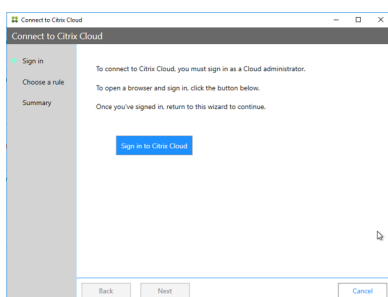 Connect to Citrix Cloud
Connect to Citrix Cloud
Sign in
Choose a rule
Summary
To connect to Citrix Cloud, you must sign in as a Cloud administrator.
To open a browser and sign in, click the button below.
Once you've signed in, return to this wizard to continue.
Sign in to Citrix Cloud
Back Next Cancel